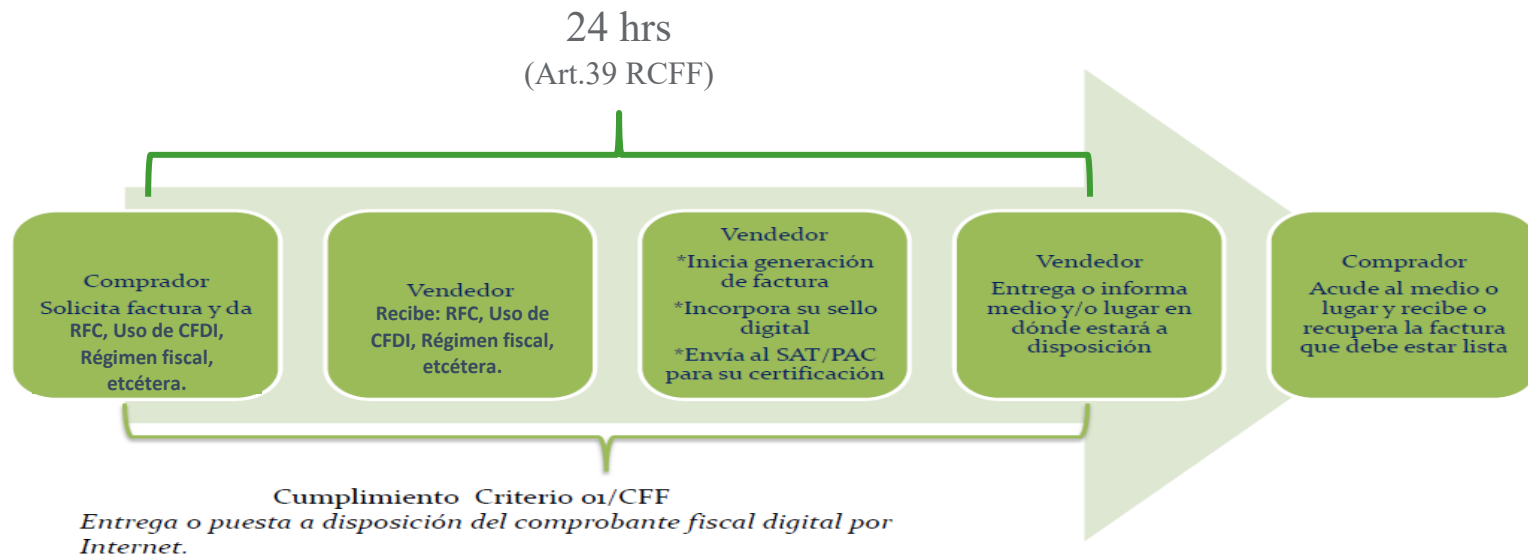 24 hrs
(Art.39 RCFF)
Comprador
Solicita factura y da
RFC, Uso de CFDI,
Régimen fiscal,
etcétera.
Vendedor
Recibe: RFC, Uso de
CFDI, Régimen fiscal,
etcétera.
Vendedor
*Inicia generación
de factura
*Incorpora su sello
digital
*Envía al SAT/PAC
para su certificación
Vendedor
Entrega o informa
medio y/o lugar en
dónde estará a
disposición
Comprador
Acude al medio o
lugar y recibe o
recupera la factura
que debe estar lista
Cumplimiento Criterio 01/CFF
Entrega o puesta a disposición del comprobante fiscal digital por
Internet.